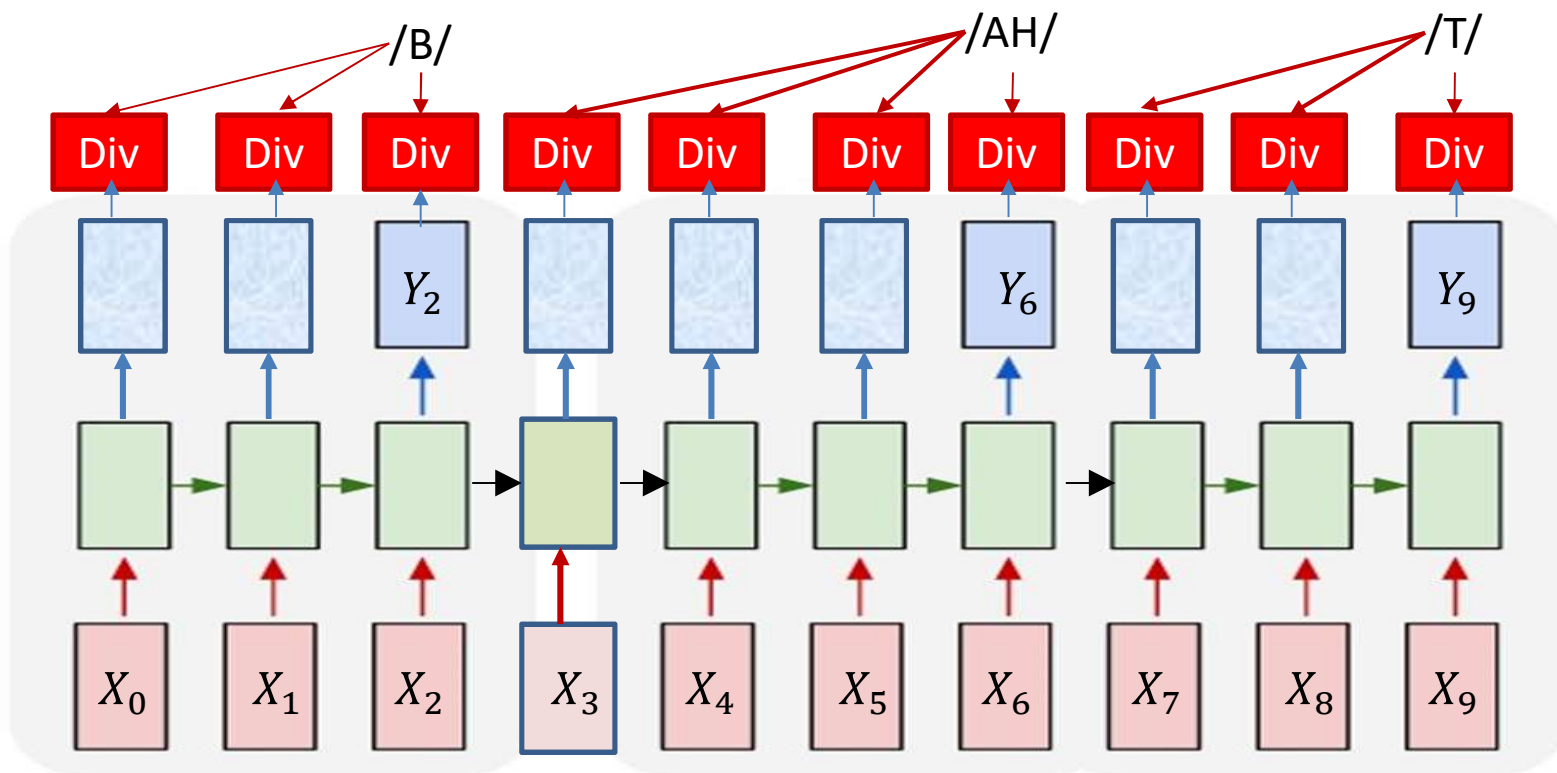 /B/ /AH/ /T/
Div Div Div Div Div Div Div Div Div Div
Y₂ Y₆ Y₉
X₀ X₁ X₂ X₃ X₄ X₅ X₆ X₇ X₈ X₉